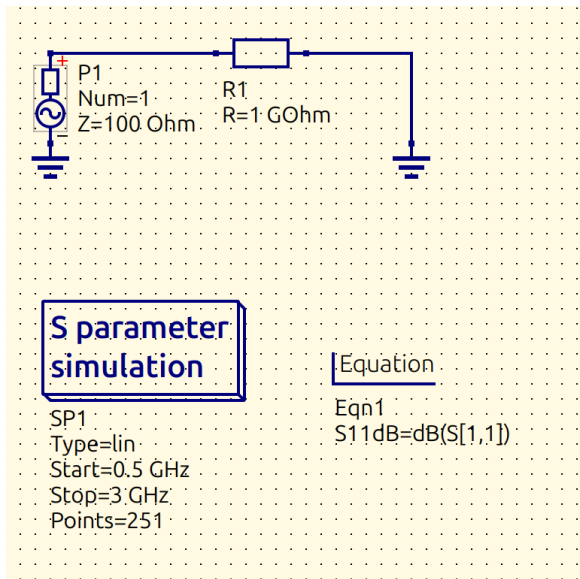 P1
Num=1
Z=100 Ohm
R1
R=1 GOhm
S parameter
simulation
SP1
Type=lin
Start=0.5 GHz
Stop=3 GHz
Points=251
Equation
Eqn1
S11dB=dB(S[1,1])